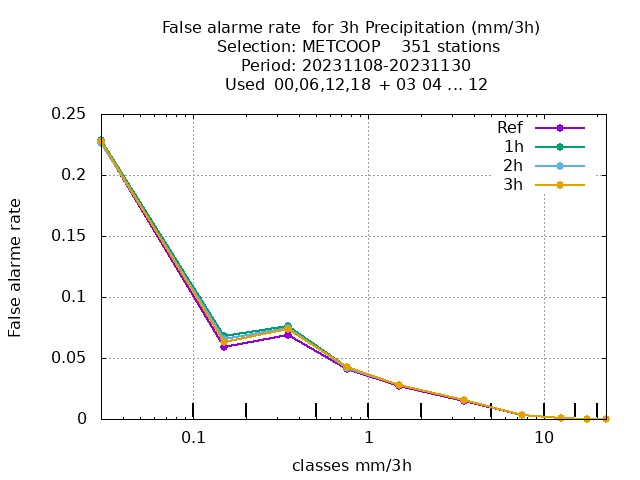 False alarme rate  for 3h Precipitation (mm/3h)
Selection: METCOOP    351 stations
Period: 20231108-20231130
Used  00,06,12,18  + 03 04 ... 12
Ref
1h
2h
3h
0.25
0.2
0.15
0.1
0.05
0
False alarme rate
0.1
1
10
classes mm/3h